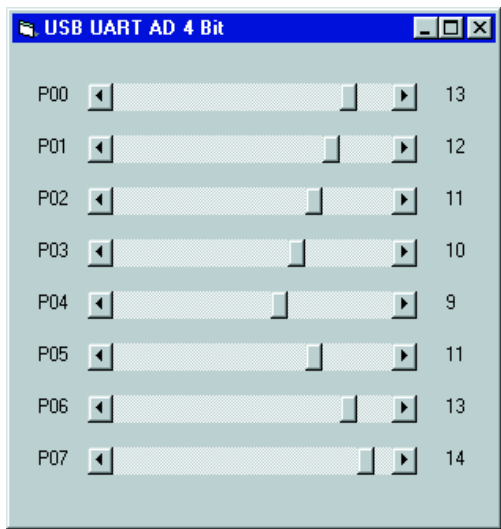 USB UART AD 4 Bit
P00 13
P01 12
P02 11
P03 10
P04 9
P05 11
P06 13
P07 14